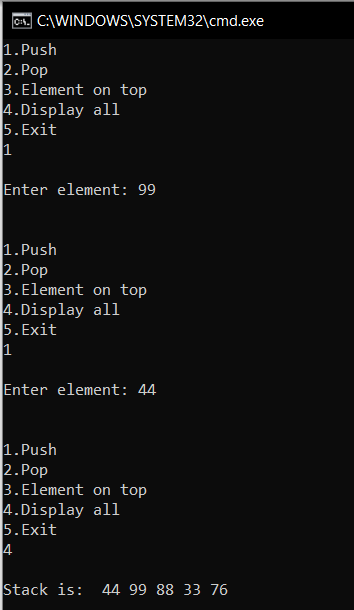 C:\WINDOWS\SYSTEM32\cmd.exe
1.Push
2.Pop
3.Element on top
4.Display all
5.Exit
1
Enter element: 99
1.Push
2.Pop
3.Element on top
4.Display all
5.Exit
1
Enter element: 44
1.Push
2.Pop
3.Element on top
4.Display all
5.Exit
4
Stack is:  44 99 88 33 76